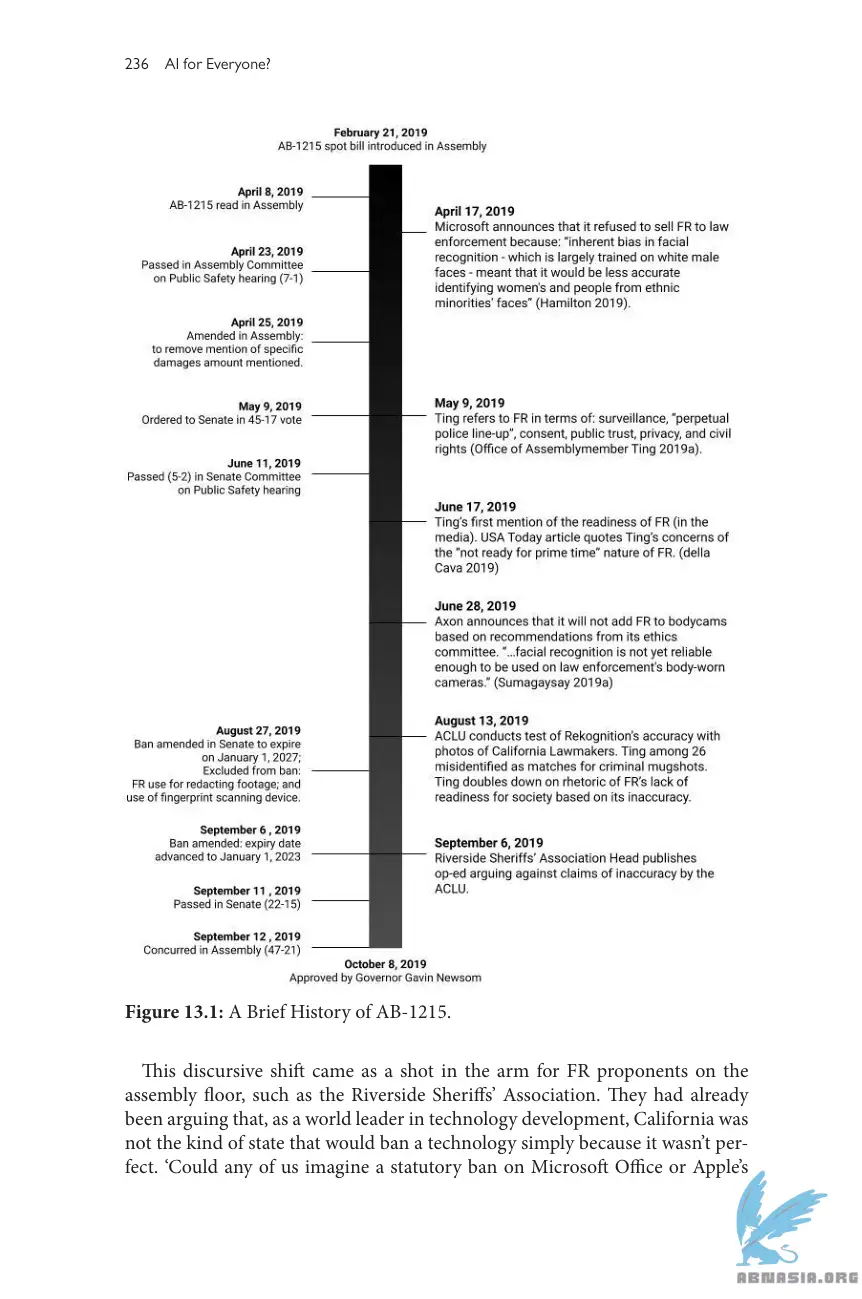 236 AI for Everyone?
February 21, 2019
AB-1215 spot bill introduced in Assembly
April 8, 2019
AB-1215 read in Assembly
April 17, 2019
Microsoft announces that it refused to sell FR to law
enforcement because: “inherent bias in facial
recognition - which is largely trained on white male
faces - meant that it would be less accurate
identifying women's and people from ethnic
minorities’ faces” (Hamilton 2019).
April 23, 2019
Passed in Assembly Committee
on Public Safety hearing (7-1)
April 25, 2019
Amended in Assembly:
to remove mention of specific
damages amount mentioned.
May 9, 2019
Ordered to Senate in 45-17 vote
May 9, 2019
Ting refers to FR in terms of: surveillance, “perpetual
police line-up”, consent, public trust, privacy, and civil
rights (Office of Assemblymember Ting 2019a).
June 11, 2019
Passed (5-2) in Senate Committee
on Public Safety hearing
June 17, 2019
Ting’s first mention of the readiness of FR (in the
media). USA Today article quotes Ting’s concerns of
the “not ready for prime time” nature of FR. (della
Cava 2019)
June 28, 2019
Axon announces that it will not add FR to bodycams
based on recommendations from its ethics
committee. “…facial recognition is not yet reliable
enough to be used on law enforcement's body-worn
cameras.” (Sumagaysay 2019a)
August 13, 2019
ACLU conducts test of Rekognition’s accuracy with
photos of California Lawmakers. Ting among 26
misidentified as matches for criminal mugshots.
Ting doubles down on rhetoric of FR’s lack of
readiness for society based on its inaccuracy.
August 27, 2019
Ban amended in Senate to expire
on January 1, 2027;
Excluded from ban:
FR use for redacting footage; and
use of fingerprint scanning device.
September 6 , 2019
Ban amended: expiry date
advanced to January 1, 2023
September 6, 2019
Riverside Sheriffs’ Association Head publishes
op-ed arguing against claims of inaccuracy by the
ACLU.
September 11 , 2019
Passed in Senate (22-15)
September 12 , 2019
Concurred in Assembly (47-21)
October 8, 2019
Approved by Governor Gavin Newsom
Figure 13.1: A Brief History of AB-1215.
This discursive shift came as a shot in the arm for FR proponents on the
assembly floor, such as the Riverside Sheriffs’ Association. They had already
been arguing that, as a world leader in technology development, California was
not the kind of state that would ban a technology simply because it wasn’t per-
fect. ‘Could any of us imagine a statutory ban on Microsoft Office or Apple’s
ABNASIA.ORG